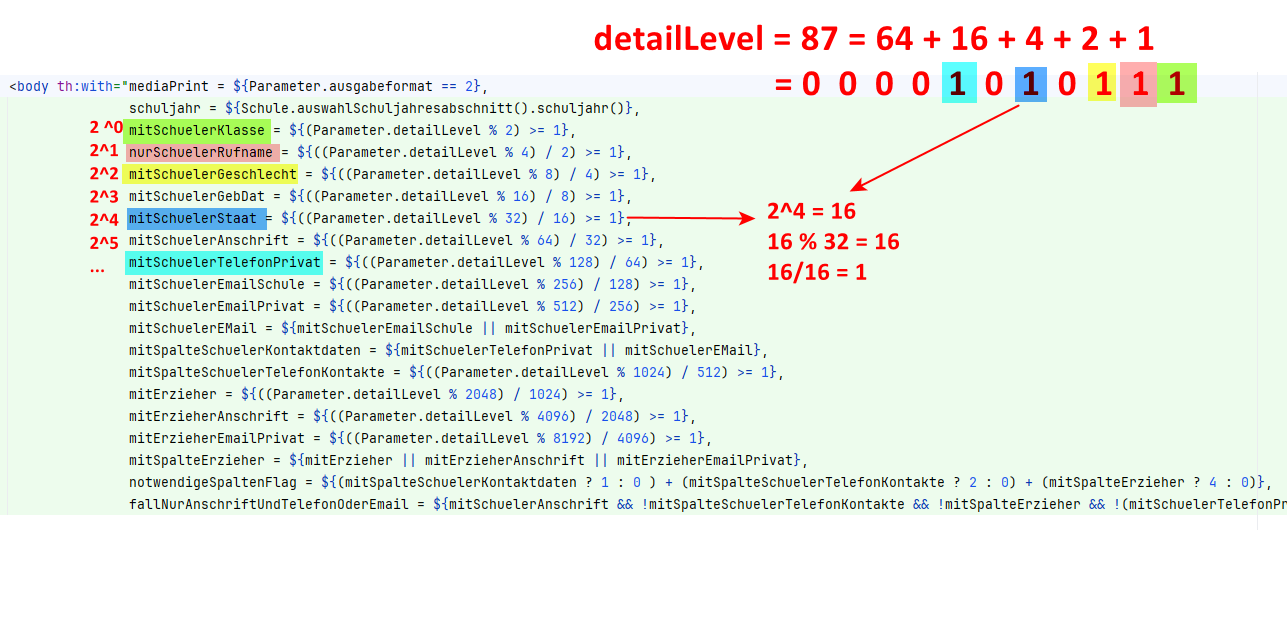 detailLevel = 87 = 64 + 16 + 4 + 2 + 1
= 0 0 0 0 1 0 1 0 1 1 1
<body th:with="mediaPrint = ${Parameter.ausgabeformat == 2},
schuljahr = ${Schule.auswahlSchuljahresabschnitt().schuljahr()},
2 ^0 mitSchuelerKlasse = ${(Parameter.detailLevel % 2) >= 1},
2^1 nurSchuelerRufname = ${((Parameter.detailLevel % 4) / 2) >= 1},
2^2 mitSchuelerGeschlecht = ${((Parameter.detailLevel % 8) / 4) >= 1},
2^3 mitSchuelerGebDat = ${((Parameter.detailLevel % 16) / 8) >= 1},
2^4 mitSchuelerStaat = ${((Parameter.detailLevel % 32) / 16) >= 1},
2^5 mitSchuelerAnschrift = ${((Parameter.detailLevel % 64) / 32) >= 1},
... mitSchuelerTelefonPrivat = ${((Parameter.detailLevel % 128) / 64) >= 1},
mitSchuelerEmailSchule = ${((Parameter.detailLevel % 256) / 128) >= 1},
mitSchuelerEmailPrivat = ${((Parameter.detailLevel % 512) / 256) >= 1},
mitSchuelerEMail = ${mitSchuelerEmailSchule || mitSchuelerEmailPrivat},
mitSpalteSchuelerKontaktdaten = ${mitSchuelerTelefonPrivat || mitSchuelerEMail},
mitSpalteSchuelerTelefonKontakte = ${((Parameter.detailLevel % 1024) / 512) >= 1},
mitErzieher = ${((Parameter.detailLevel % 2048) / 1024) >= 1},
mitErzieherAnschrift = ${((Parameter.detailLevel % 4096) / 2048) >= 1},
mitErzieherEmailPrivat = ${((Parameter.detailLevel % 8192) / 4096) >= 1},
mitSpalteErzieher = ${mitErzieher || mitErzieherAnschrift || mitErzieherEmailPrivat},
notwendigeSpaltenFlag = ${(mitSpalteSchuelerKontaktdaten ? 1 : 0 ) + (mitSpalteSchuelerTelefonKontakte ? 2 : 0) + (mitSpalteErzieher ? 4 : 0)},
fallNurAnschriftUndTelefonOderEmail = ${mitSchuelerAnschrift && !mitSpalteSchuelerTelefonKontakte && !mitSpalteErzieher && !(mitSchuelerTelefonPr
2^4 = 16
16 % 32 = 16
16/16 = 1